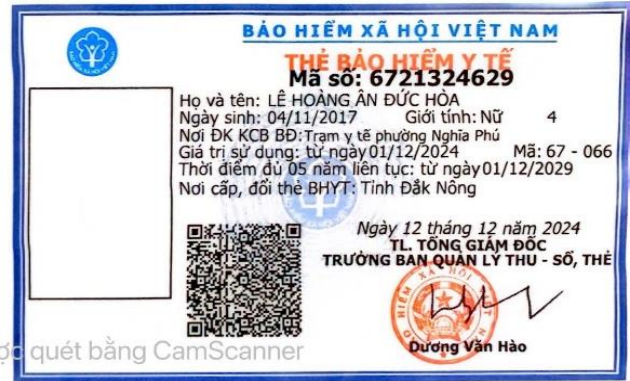 BẢO HIỂM XÃ HỘI VIỆT NAM
THẺ BẢO HIỂM Y TẾ
Mã số: 6721324629
Họ và tên: LÊ HOÀNG ÂN ĐỨC HÒA
Ngày sinh: 04/11/2017 Giới tính: Nữ 4
Nơi ĐK KCB BĐ: Trạm y tế phường Nghĩa Phú
Giá trị sử dụng: từ ngày 01/12/2024 Mã: 67 - 066
Thời điểm đủ 05 năm liên tục: từ ngày 01/12/2029
Nơi cấp, đổi thẻ BHYT: Tỉnh Đắk Nông
Ngày 12 tháng 12 năm 2024
TL. TỔNG GIÁM ĐỐC
TRƯỞNG BAN QUẢN LÝ THU - SỔ, THẺ
Dương Văn Hào
quét bằng CamScanner